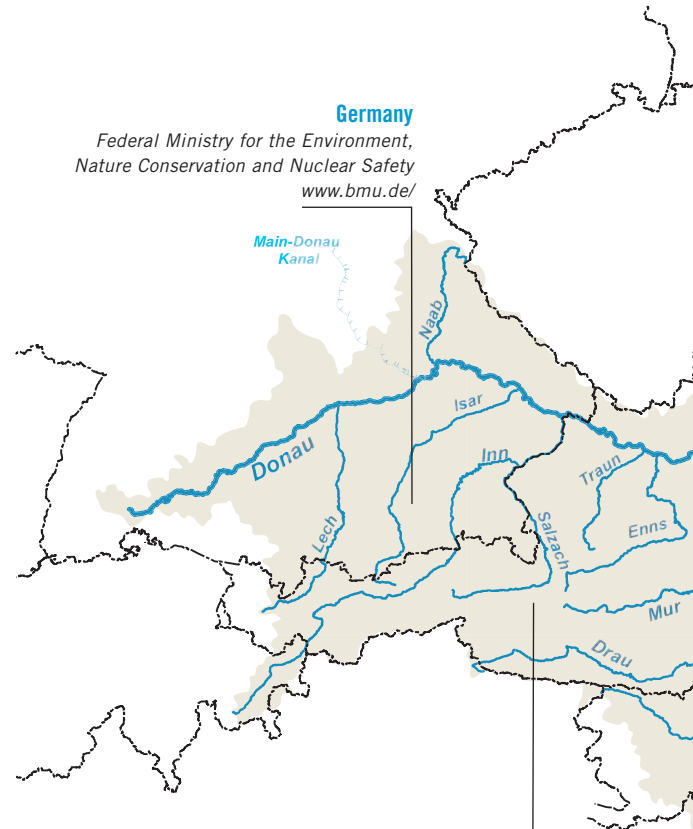 Germany
Federal Ministry for the Environment,
Nature Conservation and Nuclear Safety
www.bmu.de/
Main-Donau
Kanal
Naab
Isar
Donau
Inn
Traun
Lech
Salzach
Enns
Mur
Drau